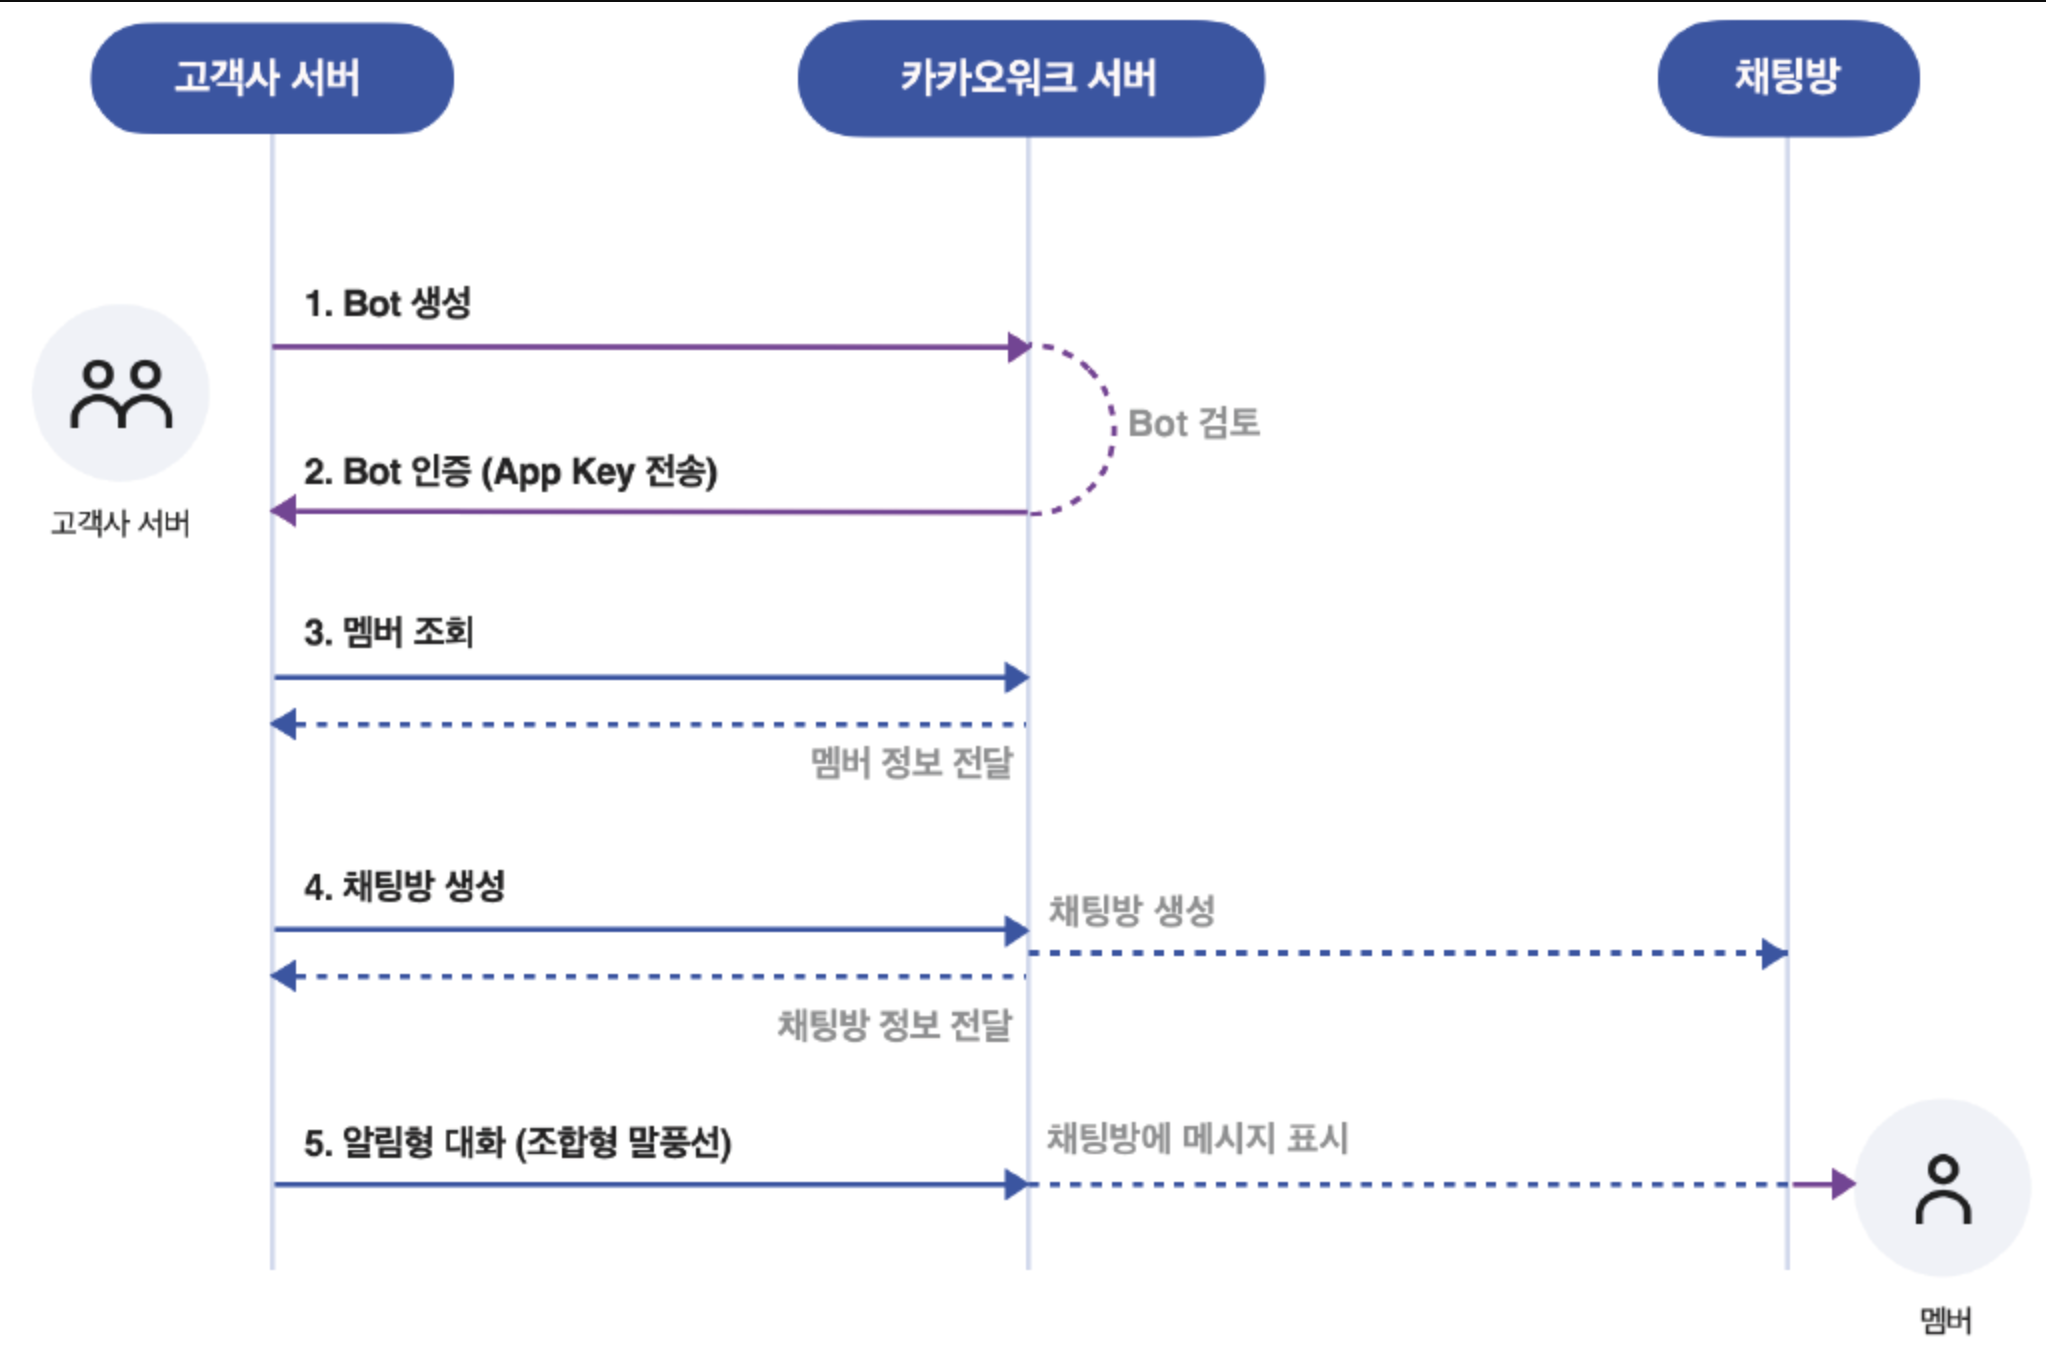 고객사 서버
카카오워크 서버
채팅방
1. Bot 생성
Bot 검토
2. Bot 인증 (App Key 전송)
고객사 서버
3. 멤버 조회
멤버 정보 전달
4. 채팅방 생성
채팅방 생성
채팅방 정보 전달
5. 알림형 대화 (조합형 말풍선)
채팅방에 메시지 표시
멤버